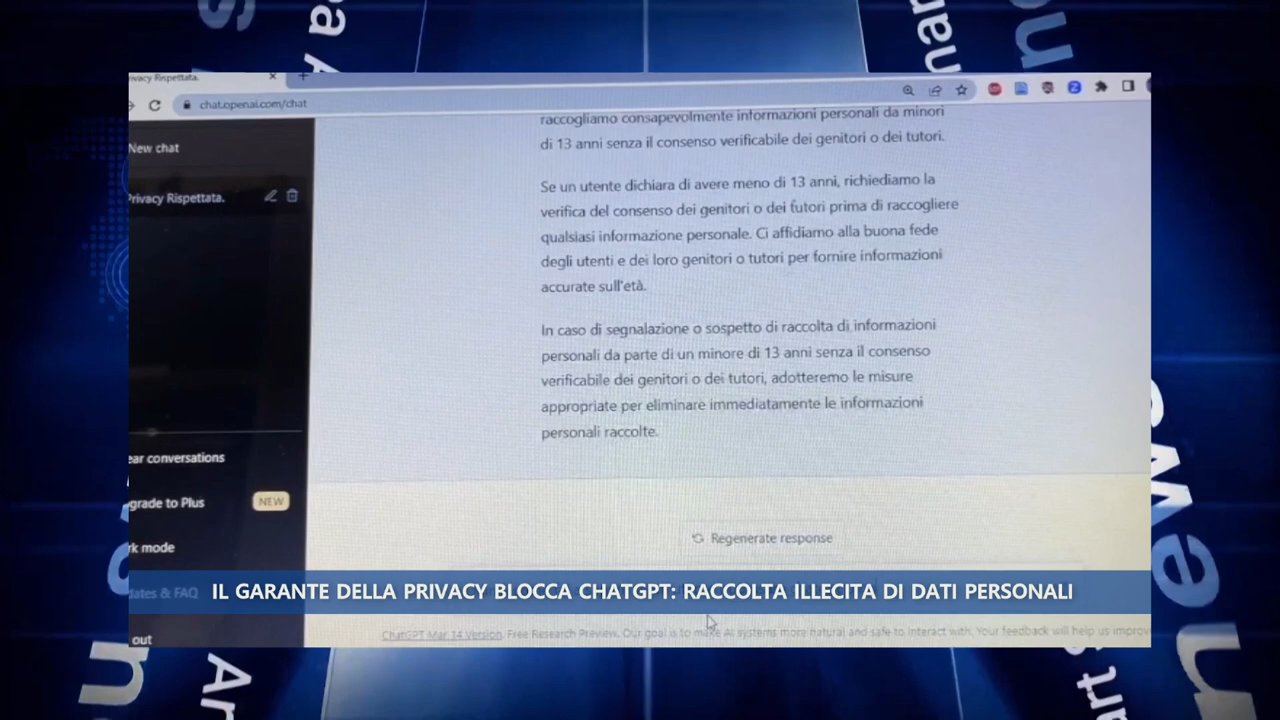 ivacy Rispettata.
chat.openai.com/chat
New chat
Privacy Rispettata.
raccogliamo consapevolmente informazioni personali da minori
di 13 anni senza il consenso verificabile dei genitori o dei tutori.
Se un utente dichiara di avere meno di 13 anni, richiediamo la
verifica del consenso dei genitori o dei tutori prima di raccogliere
qualsiasi informazione personale. Ci affidiamo alla buona fede
degli utenti e dei loro genitori o tutori per fornire informazioni
accurate sull'età.
In caso di segnalazione o sospetto di raccolta di informazioni
personali da parte di un minore di 13 anni senza il consenso
verificabile dei genitori o dei tutori, adotteremo le misure
appropriate per eliminare immediatamente le informazioni
personali raccolte.
ear conversations
grade to Plus NEW
rk mode
Regenerate response
dates & FAQ
IL GARANTE DELLA PRIVACY BLOCCA CHATGPT: RACCOLTA ILLECITA DI DATI PERSONALI
out
ChatGPT Mar 14 Version. Free Research Preview. Our goal is to make AI systems more natural and safe to interact with. Your feedback will help us improv